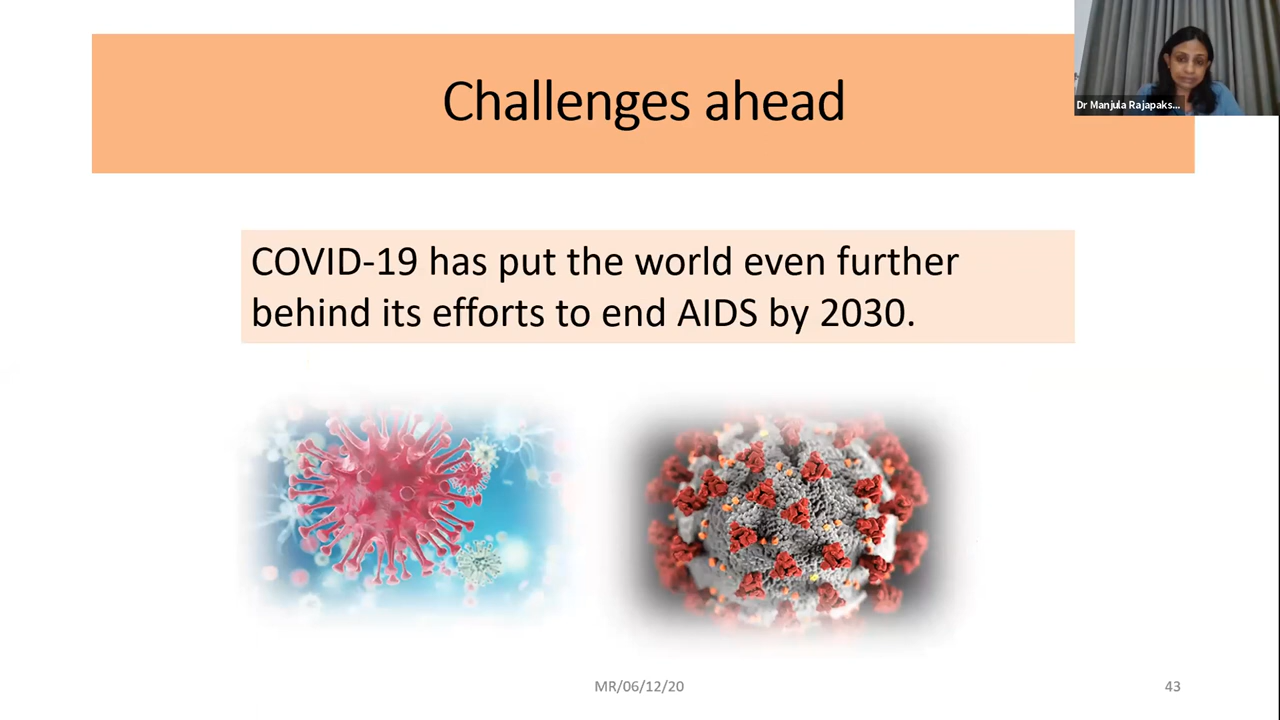 Challenges ahead
Dr Manjula Rajapaks...
COVID-19 has put the world even further
behind its efforts to end AIDS by 2030.
MR/06/12/20
43